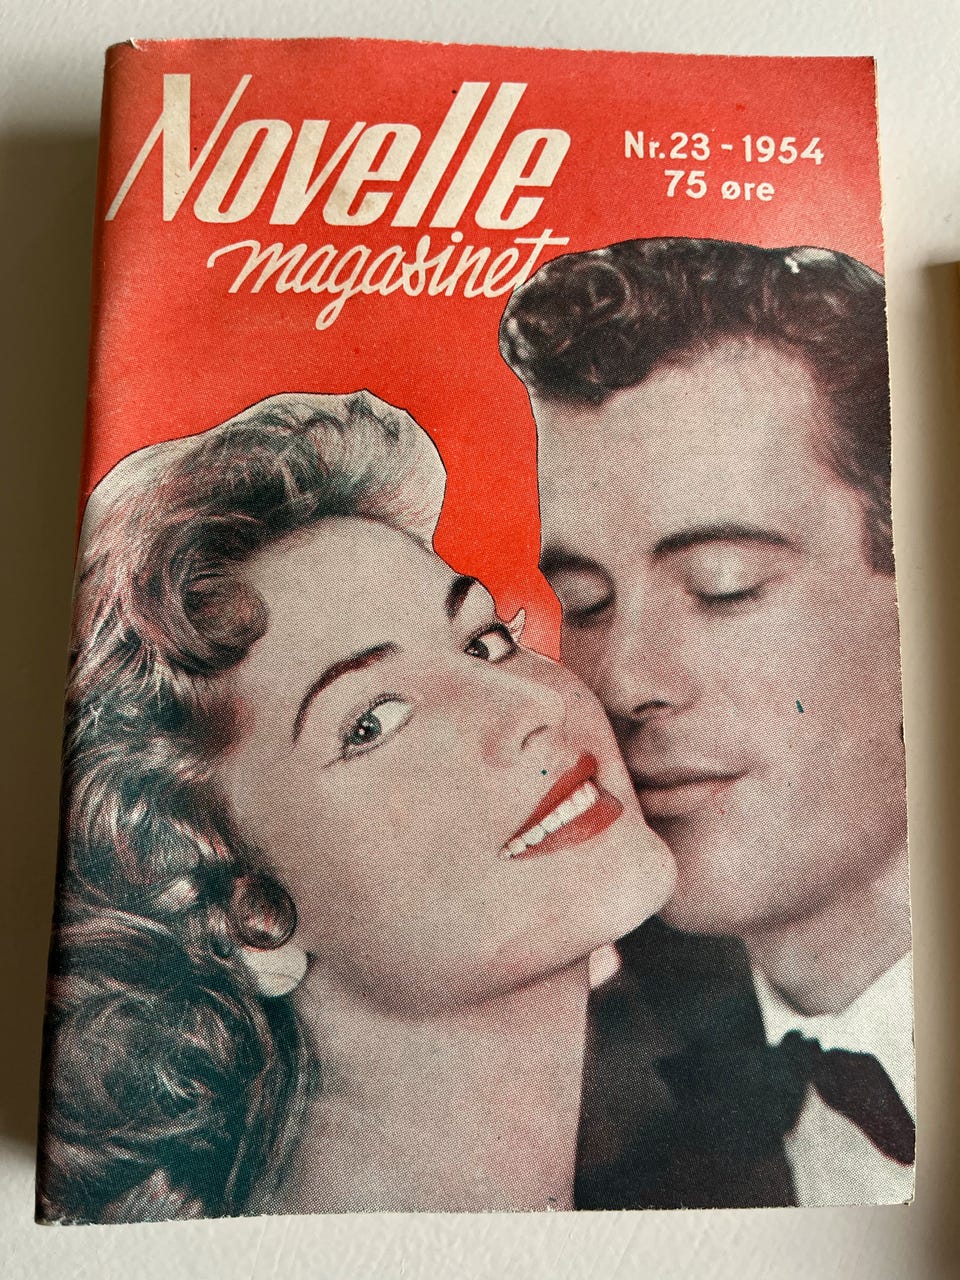 Novelle
magasinet
Nr.23 - 1954
75 øre